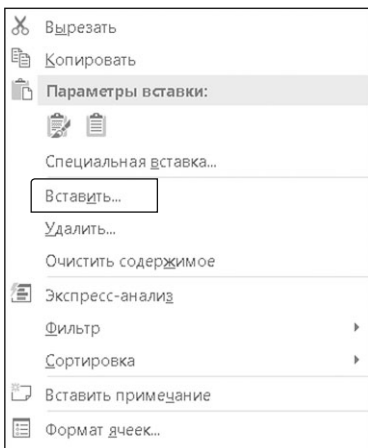 Вырезать
Копировать
Параметры вставки:
Специальная вставка...
Вставить...
Удалить...
Очистить содержимое
Экспресс-анализ
Фильтр
Сортировка
Вставить примечание
Формат ячеек...